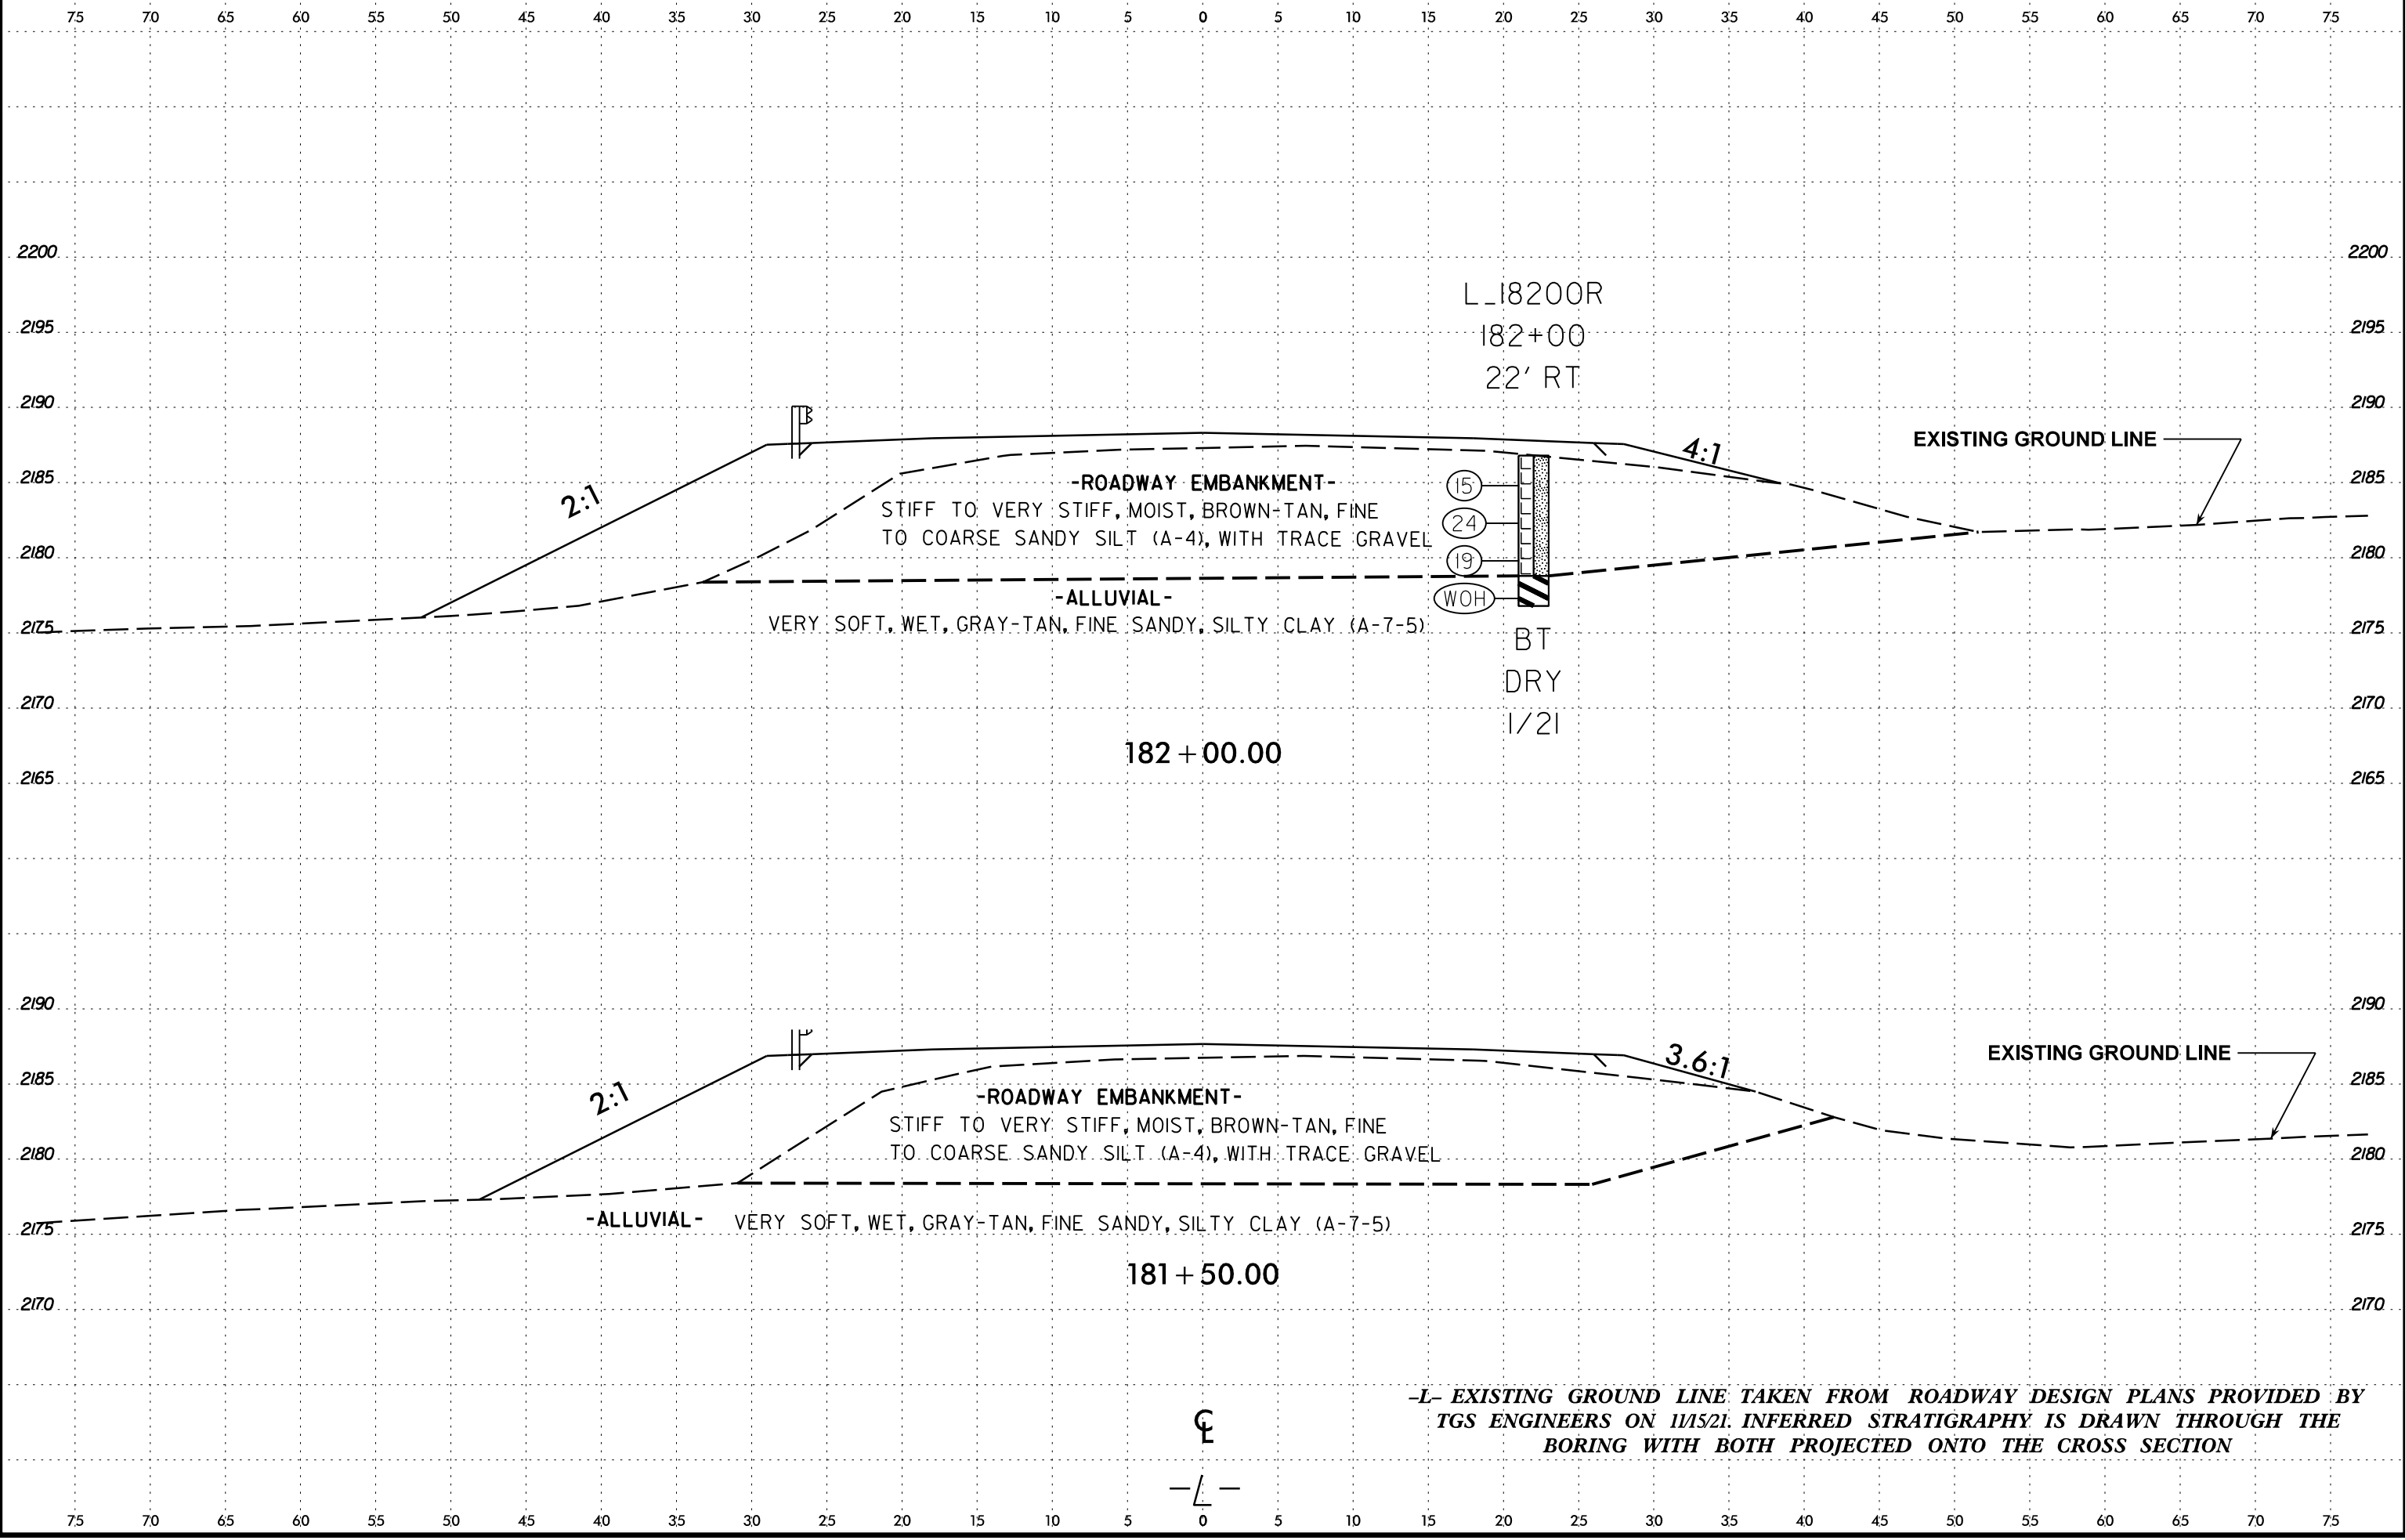 75 70 65 60 55 50 45 40 35 30 25 20 15 10 5 0 5 10 15 20 25 30 35 40 45 50 55 60 65 70 75
2200 2200
L_18200R
2195 182+00 2195
22' RT
2190 2190
EXISTING GROUND LINE
4:1
2:1
2185 -ROADWAY EMBANKMENT- 15 2185
STIFF TO VERY STIFF, MOIST, BROWN-TAN, FINE 24
TO COARSE SANDY SILT (A-4), WITH TRACE GRAVEL
2180 19 2180
-ALLUVIAL- WOH
2175 VERY SOFT, WET, GRAY-TAN, FINE SANDY, SILTY CLAY (A-7-5) 2175
BT
DRY
2170 2170
1/21
182+00.00
2165 2165
2190 2190
EXISTING GROUND LINE
3.6:1
2:1
2185 2185
-ROADWAY EMBANKMENT-
STIFF TO VERY STIFF, MOIST, BROWN-TAN, FINE
2180 TO COARSE SANDY SILT (A-4), WITH TRACE GRAVEL 2180
2175 -ALLUVIAL- VERY SOFT, WET, GRAY-TAN, FINE SANDY, SILTY CLAY (A-7-5) 2175
181+50.00
2170 2170
-L- EXISTING GROUND LINE TAKEN FROM ROADWAY DESIGN PLANS PROVIDED BY
TGS ENGINEERS ON 11/15/21. INFERRED STRATIGRAPHY IS DRAWN THROUGH THE
BORING WITH BOTH PROJECTED ONTO THE CROSS SECTION
℄
-L-
75 70 65 60 55 50 45 40 35 30 25 20 15 10 5 0 5 10 15 20 25 30 35 40 45 50 55 60 65 70 75